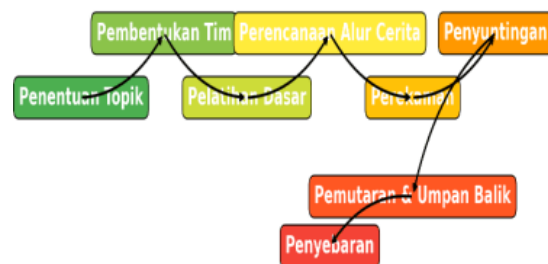 Pembentukan Tim
Perencanaan Alur Cerita
Penyuntingan
Penentuan Topik
Pelatihan Dasar
Perekaman
Pemutaran & Umpan Balik
Penyebaran